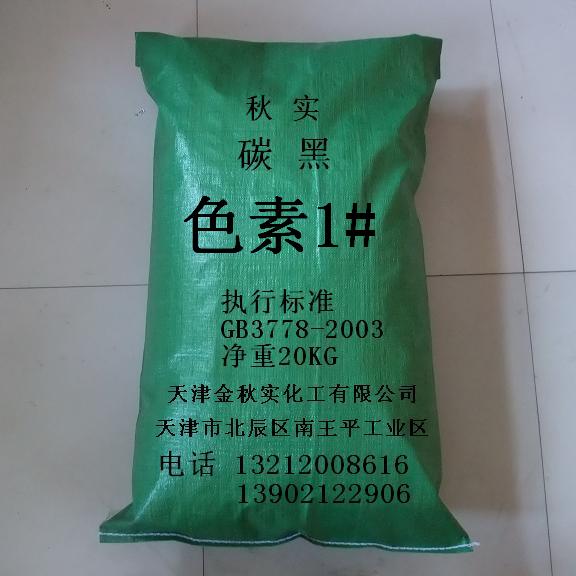 秋 实
碳 黑
色素1#
执行标准
GB3778-2003
净重20KG
天津金秋实化工有限公司
天津市北辰区南王平工业区
电话 13212008616
13902122906